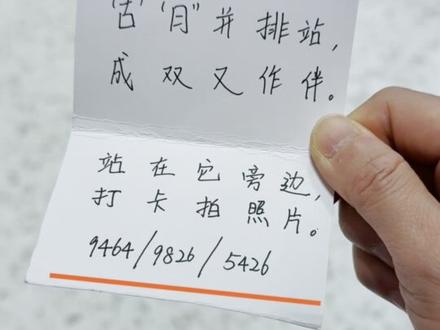 "古""月"并排站，
成双又作伴。
站在它旁边，
打卡拍照片。
9464/9826/5426